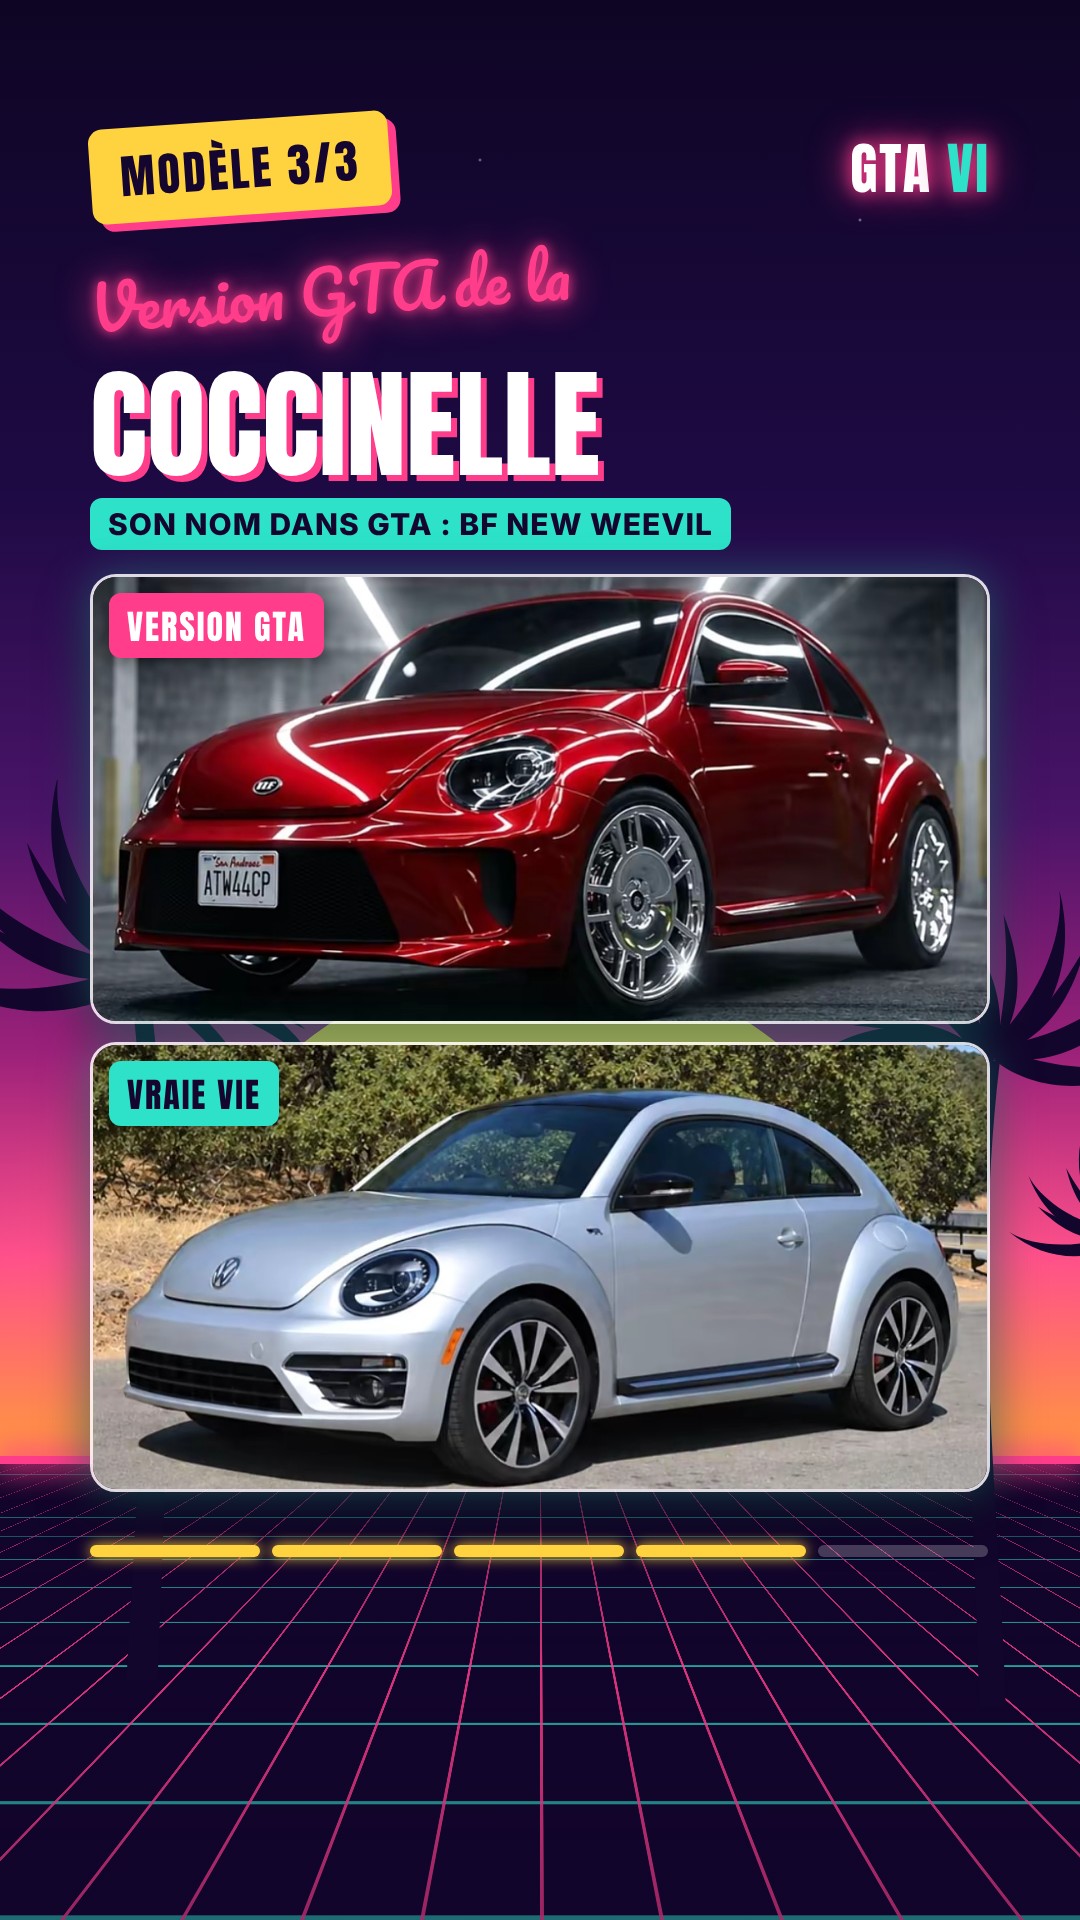 MODÈLE 3/3
GTA VI
Version GTA de la
COCCINELLE
SON NOM DANS GTA : BF NEW WEEVIL
VERSION GTA
BF
San Andreas
ATW44CP
VRAIE VIE